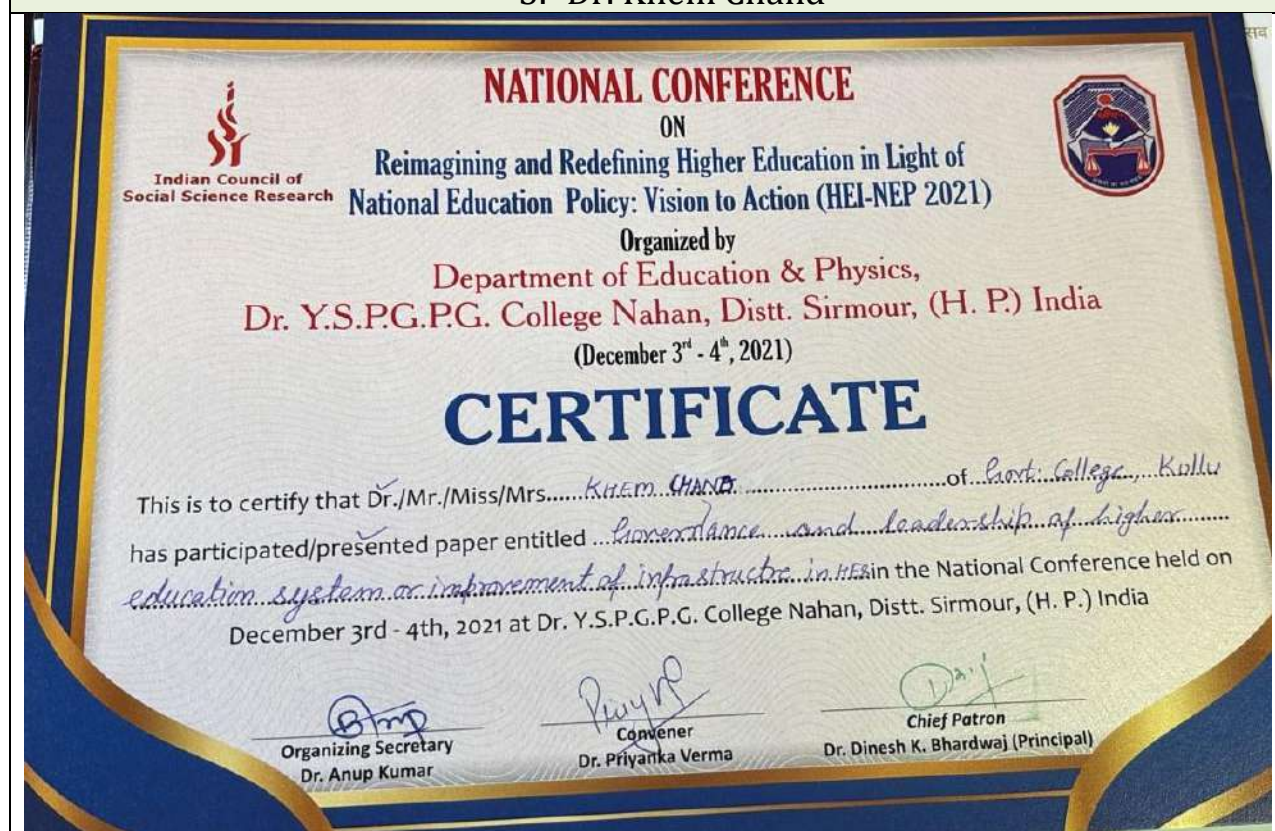 Dr. Khem Chand
सव
NATIONAL CONFERENCE
ON
Reimagining and Redefining Higher Education in Light of
National Education Policy: Vision to Action (HEI-NEP 2021)
Indian Council of
Social Science Research
Organized by
Department of Education & Physics,
Dr. Y.S.P.G.P.G. College Nahan, Distt. Sirmour, (H. P.) India
(December 3rd - 4th, 2021)
CERTIFICATE
This is to certify that Dr./Mr./Miss/Mrs..... KHEM CHAND ..............................of Govt. College, Kullu
has participated/presented paper entitled ...Governance and leadership of higher
education system or improvement of infrastructre in HES in the National Conference held on
December 3rd - 4th, 2021 at Dr. Y.S.P.G.P.G. College Nahan, Distt. Sirmour, (H. P.) India
Organizing Secretary
Dr. Anup Kumar
Convener
Dr. Priyanka Verma
Chief Patron
Dr. Dinesh K. Bhardwaj (Principal)